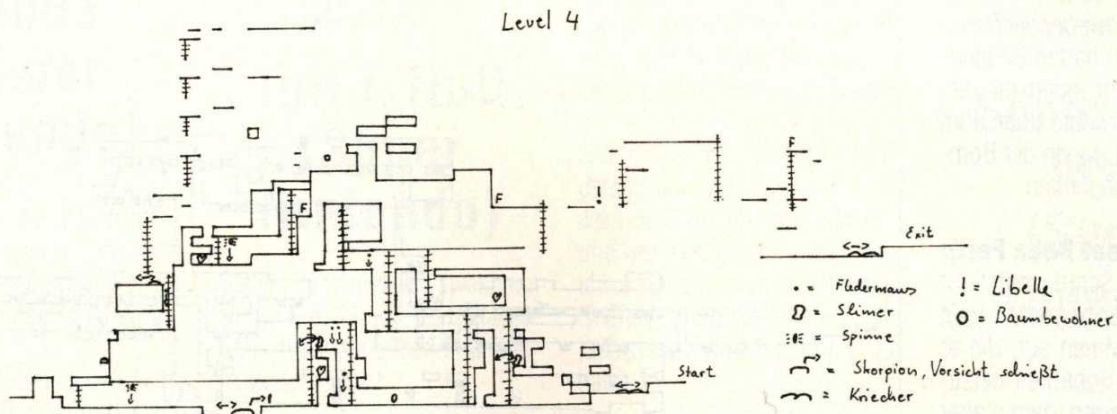 Level 4
F
F
F
Exit
Start
= Fledermaus
= Slimer
= Spinne
= Skorpion, Vorsicht schießt
= Kriecher
! = Libelle
O = Baumbewohner